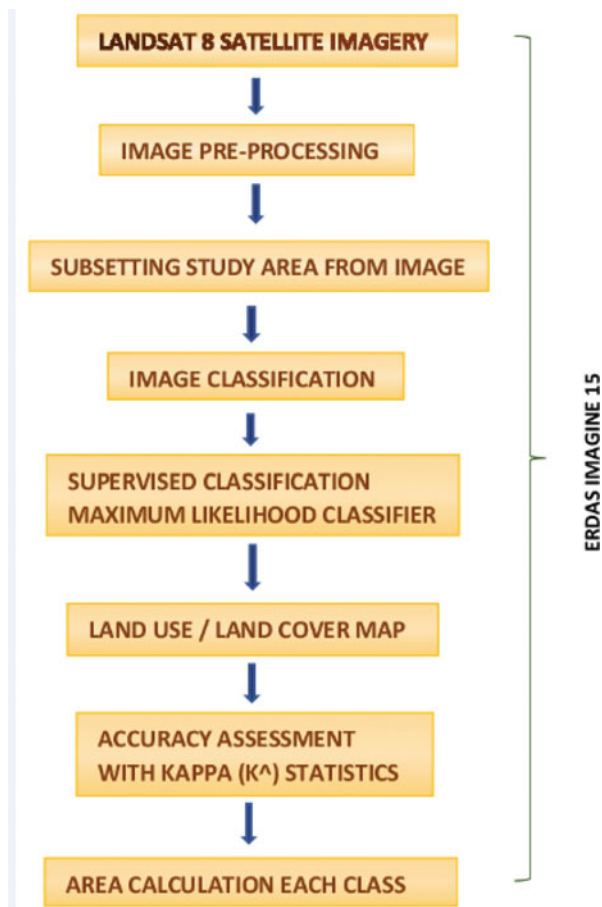 LANDSAT 8 SATELLITE IMAGERY
IMAGE PRE-PROCESSING
SUBSETTING STUDY AREA FROM IMAGE
IMAGE CLASSIFICATION
SUPERVISED CLASSIFICATION
MAXIMUM LIKELIHOOD CLASSIFIER
LAND USE / LAND COVER MAP
ACCURACY ASSESSMENT
WITH KAPPA (K^) STATISTICS
AREA CALCULATION EACH CLASS
ERDAS IMAGINE 15